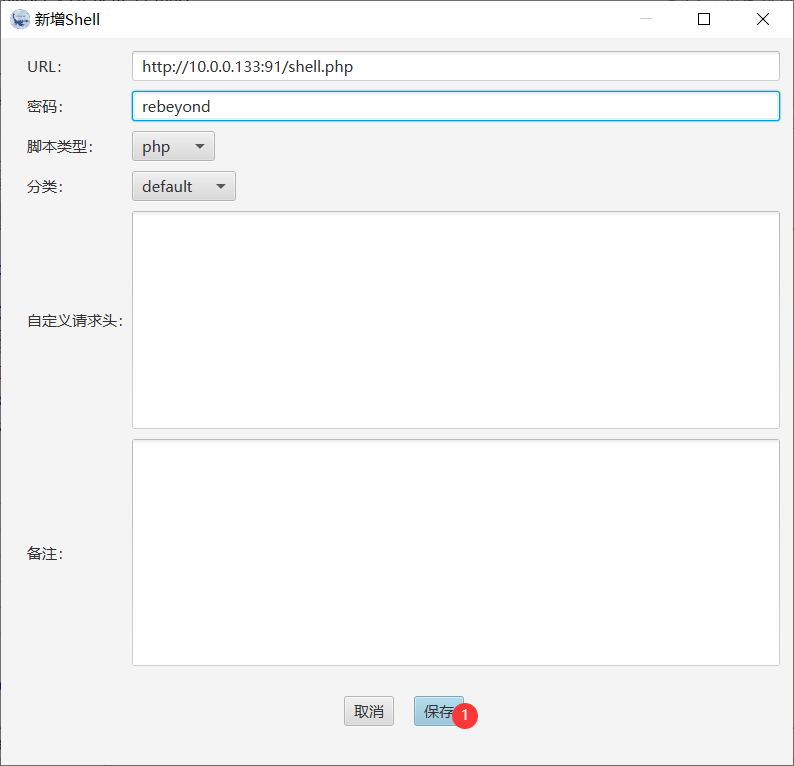 新增Shell
URL:
http://10.0.0.133:91/shell.php
密码:
rebeyond
脚本类型:
php
分类:
default
自定义请求头:
备注:
取消
保存
1